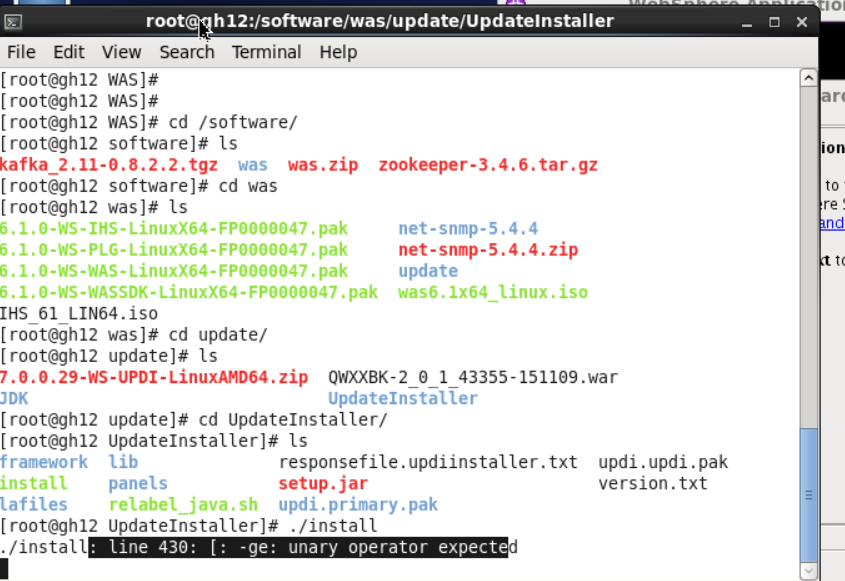 WebSphere Application
root@gh12:/software/was/update/UpdateInstaller
File Edit View Search Terminal Help
[root@gh12 WAS]#
[root@gh12 WAS]#
[root@gh12 WAS]# cd /software/
[root@gh12 software]# ls
kafka_2.11-0.8.2.2.tgz was was.zip zookeeper-3.4.6.tar.gz
[root@gh12 software]# cd was
[root@gh12 was]# ls
6.1.0-WS-IHS-LinuxX64-FP0000047.pak net-snmp-5.4.4
6.1.0-WS-PLG-LinuxX64-FP0000047.pak net-snmp-5.4.4.zip
6.1.0-WS-WAS-LinuxX64-FP0000047.pak update
6.1.0-WS-WASSDK-LinuxX64-FP0000047.pak was6.1x64_linux.iso
IHS_61_LIN64.iso
[root@gh12 was]# cd update/
[root@gh12 update]# ls
7.0.0.29-WS-UPDI-LinuxAMD64.zip QWXXBK-2_0_1_43355-151109.war
JDK UpdateInstaller
[root@gh12 update]# cd UpdateInstaller/
[root@gh12 UpdateInstaller]# ls
framework lib responsefile.updiinstaller.txt updi.updi.pak
install panels setup.jar version.txt
lafiles relabel_java.sh updi.primary.pak
[root@gh12 UpdateInstaller]# ./install
./install: line 430: [: -ge: unary operator expected